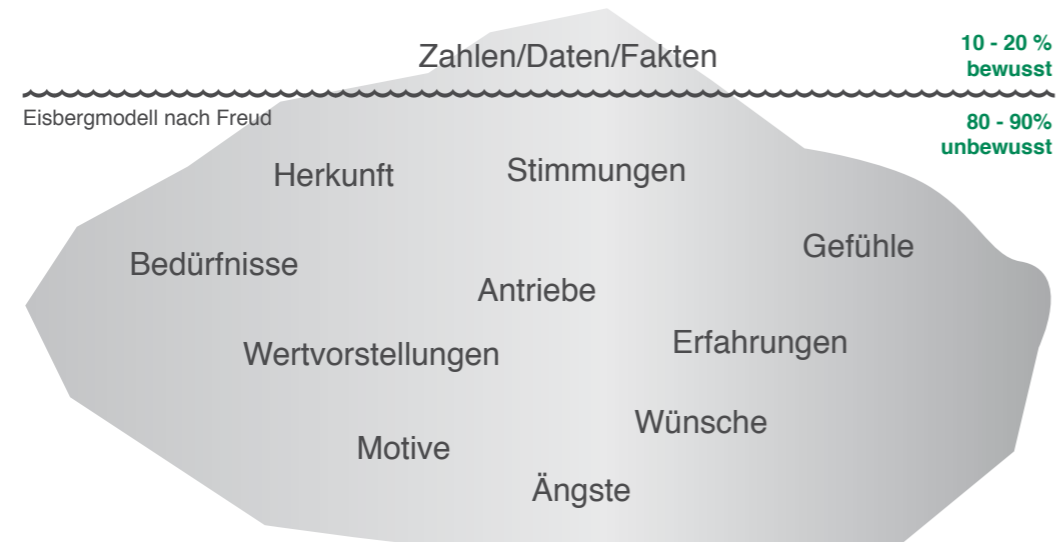 Zahlen/Daten/Fakten
10 - 20 %
bewusst
Eisbergmodell nach Freud
80 - 90%
unbewusst
Herkunft
Stimmungen
Gefühle
Bedürfnisse
Antriebe
Erfahrungen
Wertvorstellungen
Wünsche
Motive
Ängste